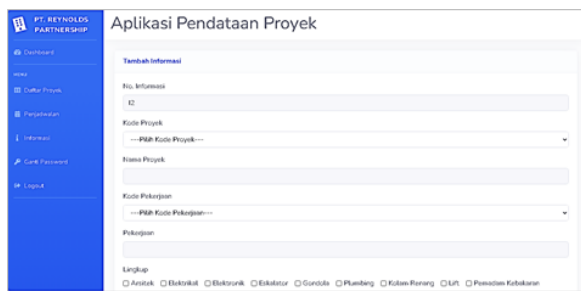 PT. REYNOLDS
PARTNERSHIP
Aplikasi Pendataan Proyek
Dashboard
MENU
Daftar Proyek
Penjadwalan
Informasi
Ganti Password
Logout
Tambah Informasi
No. Informasi
I2
Kode Proyek
---Pilih Kode Proyek---
Nama Proyek
Kode Pekerjaan
---Pilih Kode Pekerjaan---
Pekerjaan
Lingkup
Arsitek Elektrikal Elektronik Eskalator Gondola Plumbing Kolam Renang Lift Pemadam Kebakaran